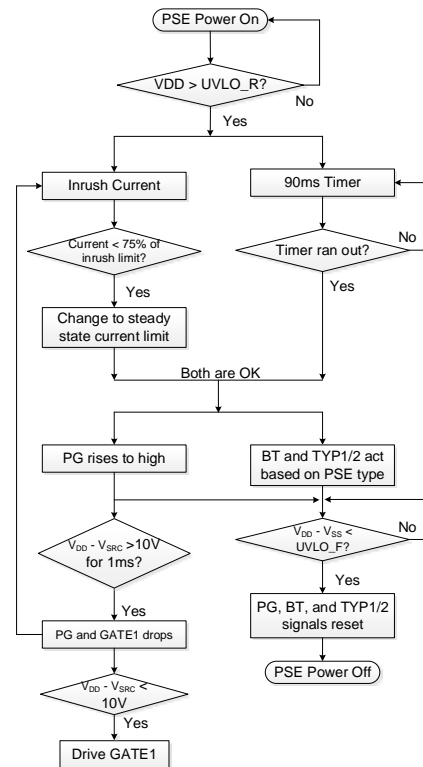 PSE Power On
VDD > UVLO_R?
No
Yes
Inrush Current
90ms Timer
Current < 75% of
inrush limit?
Timer ran out?
No
Yes
Yes
Change to steady
state current limit
Both are OK
PG rises to high
BT and TYP1/2 act
based on PSE type
VDD - VSRC >10V
for 1ms?
VDD - VSS <
UVLO_F?
No
Yes
Yes
PG and GATE1 drops
PG, BT, and TYP1/2
signals reset
VDD - VSRC <
10V
PSE Power Off
Yes
Drive GATE1